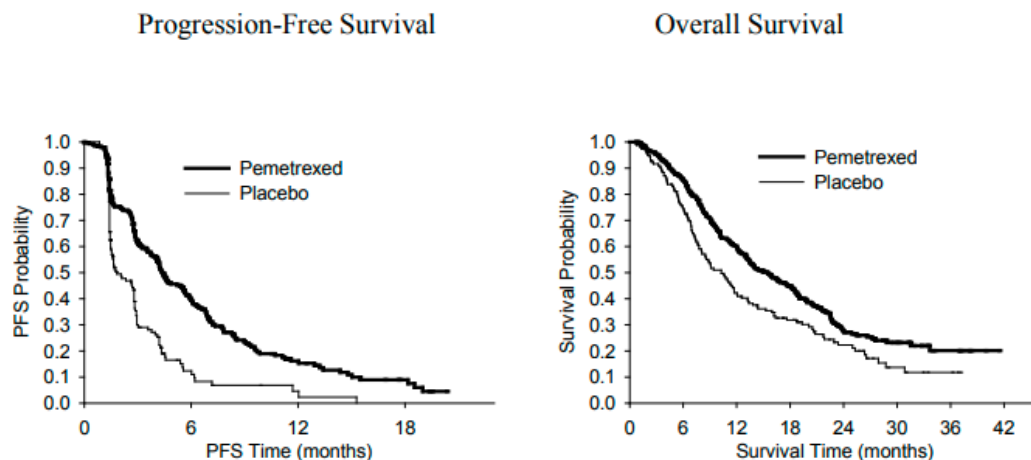 Progression-Free Survival
Overall Survival
1.0
0.9
0.8
0.7
0.6
0.5
0.4
0.3
0.2
0.1
0.0
PFS Probability
Pemetrexed
Placebo
0 6 12 18
PFS Time (months)
1.0
0.9
0.8
0.7
0.6
0.5
0.4
0.3
0.2
0.1
0.0
Survival Probability
Pemetrexed
Placebo
0 6 12 18 24 30 36 42
Survival Time (months)